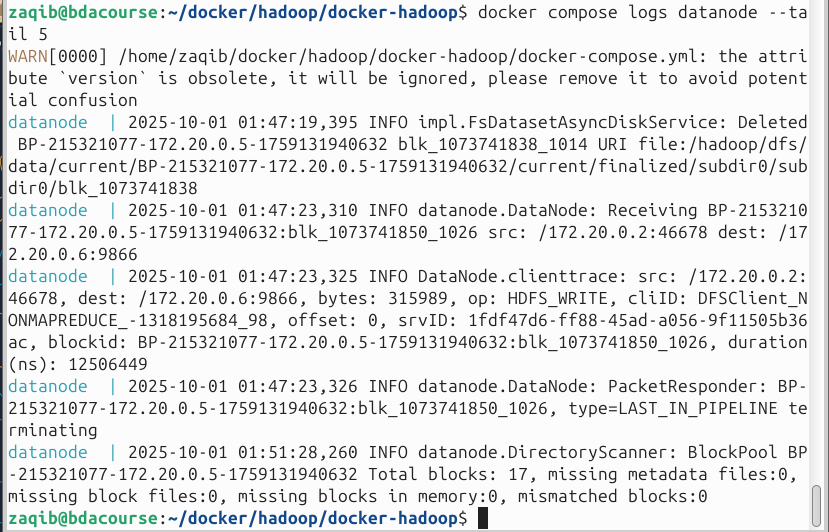 zaqib@bdacourse:~/docker/hadoop/docker-hadoop$ docker compose logs datanode --ta
il 5
WARN[0000] /home/zaqib/docker/hadoop/docker-hadoop/docker-compose.yml: the attri
bute `version` is obsolete, it will be ignored, please remove it to avoid potent
ial confusion
datanode  | 2025-10-01 01:47:19,395 INFO impl.FsDatasetAsyncDiskService: Deleted
 BP-215321077-172.20.0.5-1759131940632 blk_1073741838_1014 URI file:/hadoop/dfs/
data/current/BP-215321077-172.20.0.5-1759131940632/current/finalized/subdir0/sub
dir0/blk_1073741838
datanode  | 2025-10-01 01:47:23,310 INFO datanode.DataNode: Receiving BP-2153210
77-172.20.0.5-1759131940632:blk_1073741850_1026 src: /172.20.0.2:46678 dest: /17
2.20.0.6:9866
datanode  | 2025-10-01 01:47:23,325 INFO DataNode.clienttrace: src: /172.20.0.2:
46678, dest: /172.20.0.6:9866, bytes: 315989, op: HDFS_WRITE, cliID: DFSClient_N
ONMAPREDUCE_-1318195684_98, offset: 0, srvID: 1fdf47d6-ff88-45ad-a056-9f11505b36
ac, blockid: BP-215321077-172.20.0.5-1759131940632:blk_1073741850_1026, duration
(ns): 12506449
datanode  | 2025-10-01 01:47:23,326 INFO datanode.DataNode: PacketResponder: BP-
215321077-172.20.0.5-1759131940632:blk_1073741850_1026, type=LAST_IN_PIPELINE te
rminating
datanode  | 2025-10-01 01:51:28,260 INFO datanode.DirectoryScanner: BlockPool BP
-215321077-172.20.0.5-1759131940632 Total blocks: 17, missing metadata files:0,
missing block files:0, missing blocks in memory:0, mismatched blocks:0
zaqib@bdacourse:~/docker/hadoop/docker-hadoop$